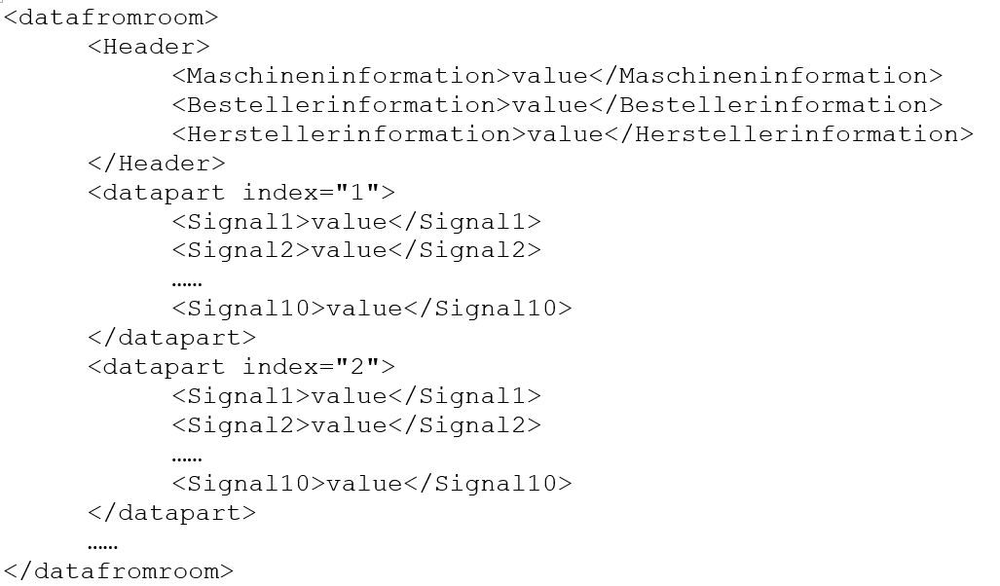 <datafromroom>
<Header>
<Maschineninformation>value</Maschineninformation>
<Bestellerinformation>value</Bestellerinformation>
<Herstellerinformation>value</Herstellerinformation>
</Header>
<datapart index="1">
<Signal1>value</Signal1>
<Signal2>value</Signal2>
……
<Signal10>value</Signal10>
</datapart>
<datapart index="2">
<Signal1>value</Signal1>
<Signal2>value</Signal2>
……
<Signal10>value</Signal10>
</datapart>
……
</datafromroom>